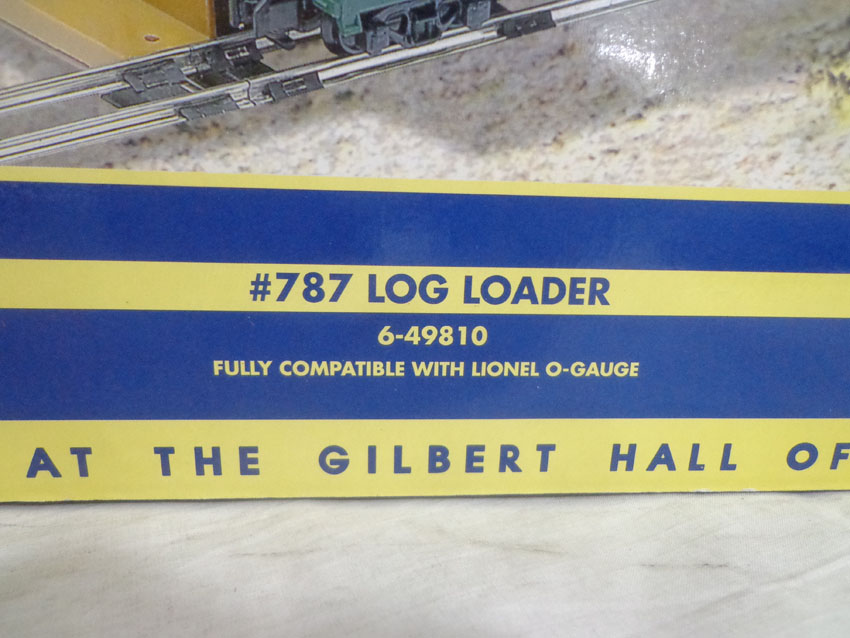 #787 LOG LOADER
6-49810
FULLY COMPATIBLE WITH LIONEL O-GAUGE
AT THE GILBERT HALL OF